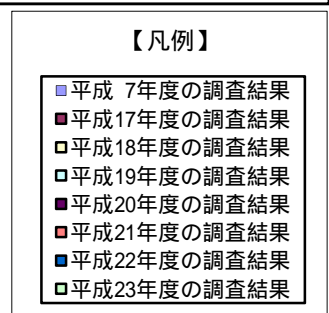 【凡例】
平成 7年度の調査結果
平成17年度の調査結果
平成18年度の調査結果
平成19年度の調査結果
平成20年度の調査結果
平成21年度の調査結果
平成22年度の調査結果
平成23年度の調査結果